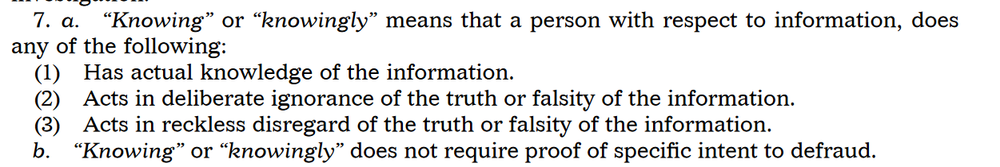 7. a. “Knowing” or “knowingly” means that a person with respect to information, does
any of the following:
(1) Has actual knowledge of the information.
(2) Acts in deliberate ignorance of the truth or falsity of the information.
(3) Acts in reckless disregard of the truth or falsity of the information.
b. “Knowing” or “knowingly” does not require proof of specific intent to defraud.